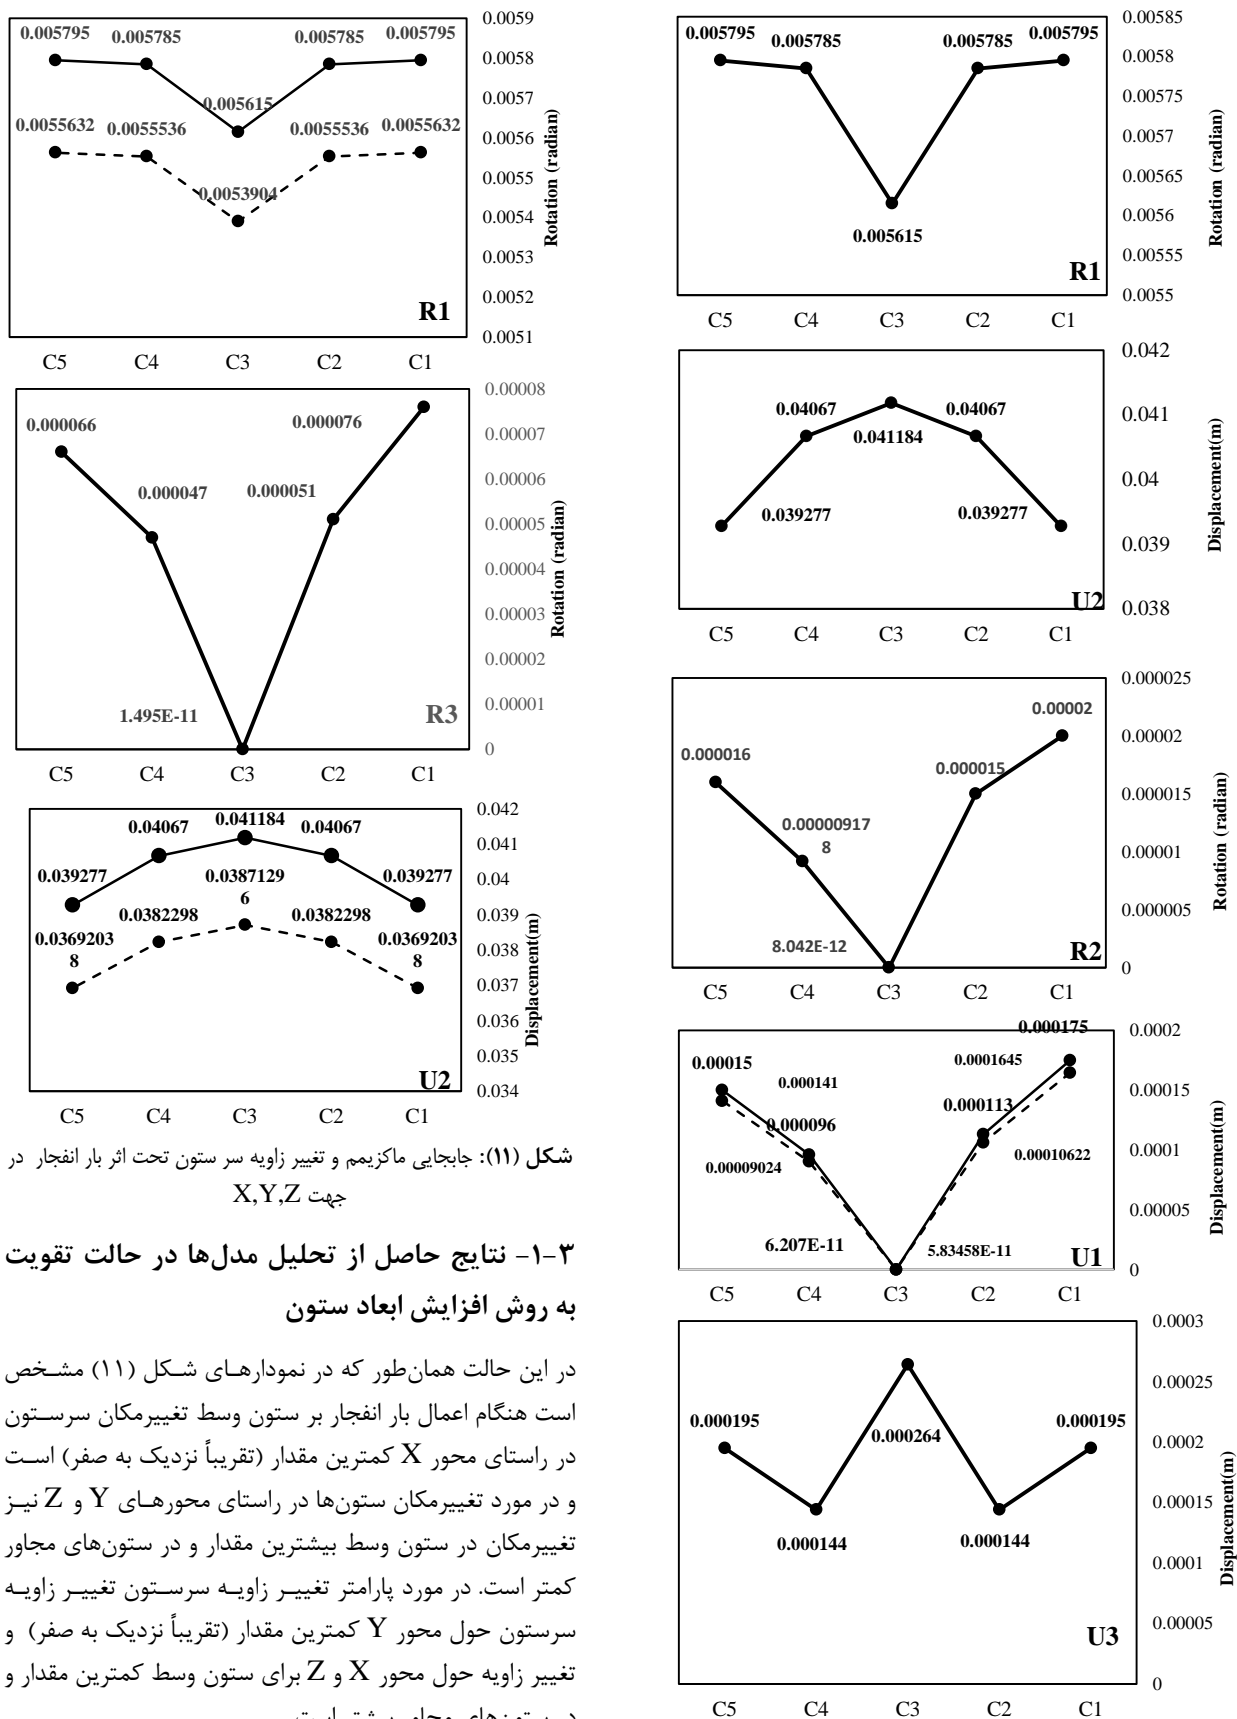 0.005795 0.005785 0.005785 0.005795
0.005615
0.0055632 0.0055536 0.0055536 0.0055632
0.0053904
R1
0.0059
0.0058
0.0057
0.0056
0.0055
0.0054
0.0053
0.0052
0.0051
Rotation (radian)
C5 C4 C3 C2 C1
0.000066
0.000047
1.495E-11
0.000051
0.000076
R3
0.00008
0.00007
0.00006
0.00005
0.00004
0.00003
0.00002
0.00001
0
Rotation (radian)
C5 C4 C3 C2 C1
0.039277 0.04067 0.041184 0.04067 0.039277
0.0369203
8
0.0382298
0.0387129
6
0.0382298
0.0369203
8
U2
0.042
0.041
0.04
0.039
0.038
0.037
0.036
0.035
0.034
Displacement(m)
C5 C4 C3 C2 C1
شکل (۱۱): جابجایی ماکزیمم و تغییر زاویه سر ستون تحت اثر بار انفجار در
جهت X,Y,Z
۳-۱- نتایج حاصل از تحلیل مدل‌ها در حالت تقویت
به روش افزایش ابعاد ستون
در این حالت همان‌طور که در نمودارهای شکل (۱۱) مشخص
است هنگام اعمال بار انفجار بر ستون وسط تغییرمکان سرستون
در راستای محور X کمترین مقدار (تقریباً نزدیک به صفر) است
و در مورد تغییرمکان ستون‌ها در راستای محورهای Y و Z نیز
تغییرمکان در ستون وسط بیشترین مقدار و در ستون‌های مجاور
کمتر است. در مورد پارامتر تغییر زاویه سرستون تغییر زاویه
سرستون حول محور Y کمترین مقدار (تقریباً نزدیک به صفر) و
تغییر زاویه حول محور X و Z برای ستون وسط کمترین مقدار و
0.005795 0.005785 0.005785 0.005795
0.005615
R1
0.00585
0.0058
0.00575
0.0057
0.00565
0.0056
0.00555
0.0055
Rotation (radian)
C5 C4 C3 C2 C1
0.039277
0.04067
0.041184
0.04067
0.039277
U2
0.042
0.041
0.04
0.039
0.038
Displacement(m)
C5 C4 C3 C2 C1
0.000016
0.00000917
8
8.042E-12
0.000015
0.00002
R2
0.000025
0.00002
0.000015
0.00001
0.000005
0
Rotation (radian)
C5 C4 C3 C2 C1
0.00015
0.000141
0.000096
0.00009024
6.207E-11
5.83458E-11
0.000113
0.00010622
0.0001645
0.000175
U1
0.0002
0.00015
0.0001
0.00005
0
Displacement(m)
C5 C4 C3 C2 C1
0.000195
0.000144
0.000264
0.000144
0.000195
U3
0.0003
0.00025
0.0002
0.00015
0.0001
0.00005
0
Displacement(m)
C5 C4 C3 C2 C1